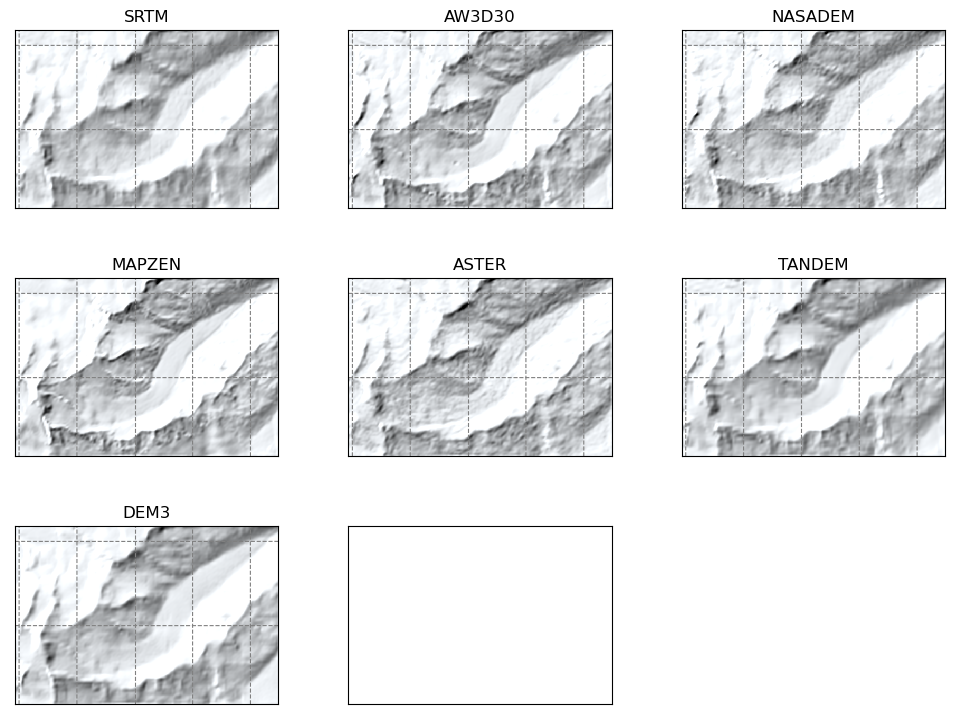 SRTM
AW3D30
NASADEM
MAPZEN
ASTER
TANDEM
DEM3